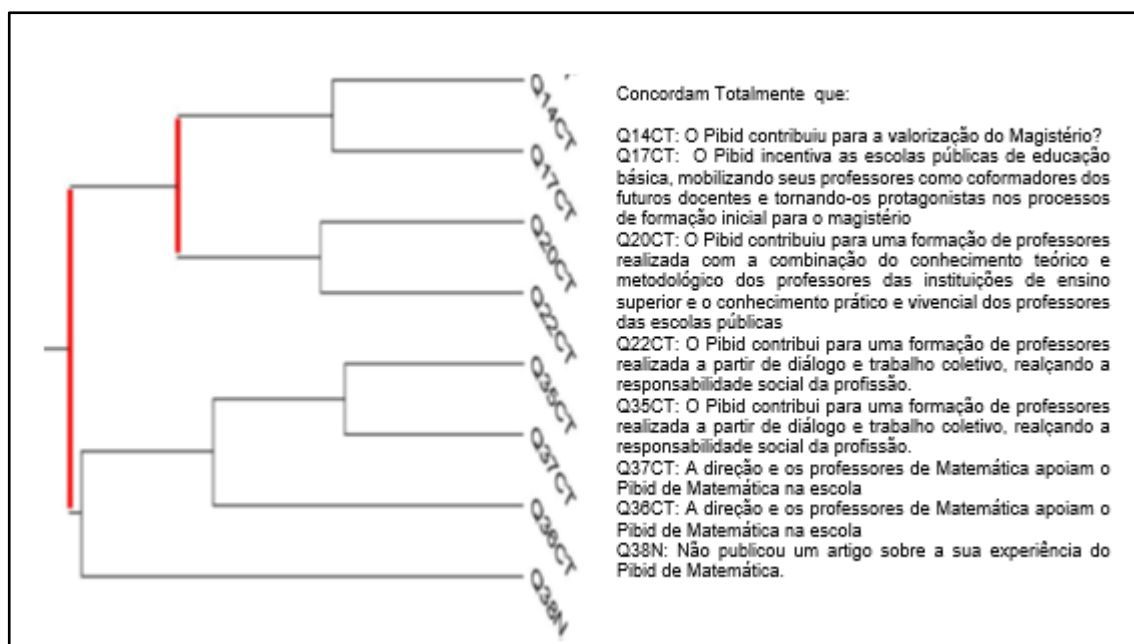 Q14CT
Q17CT
Q20CT
Q22CT
Q35CT
Q37CT
Q36CT
Q38N
Concordam Totalmente que:
Q14CT: O Pibid contribuiu para a valorização do Magistério?
Q17CT: O Pibid incentiva as escolas públicas de educação
básica, mobilizando seus professores como coformadores dos
futuros docentes e tornando-os protagonistas nos processos
de formação inicial para o magistério
Q20CT: O Pibid contribuiu para uma formação de professores
realizada com a combinação do conhecimento teórico e
metodológico dos professores das instituições de ensino
superior e o conhecimento prático e vivencial dos professores
das escolas públicas
Q22CT: O Pibid contribui para uma formação de professores
realizada a partir de diálogo e trabalho coletivo, realçando a
responsabilidade social da profissão.
Q35CT: O Pibid contribui para uma formação de professores
realizada a partir de diálogo e trabalho coletivo, realçando a
responsabilidade social da profissão.
Q37CT: A direção e os professores de Matemática apoiam o
Pibid de Matemática na escola
Q36CT: A direção e os professores de Matemática apoiam o
Pibid de Matemática na escola
Q38N: Não publicou um artigo sobre a sua experiência do
Pibid de Matemática.